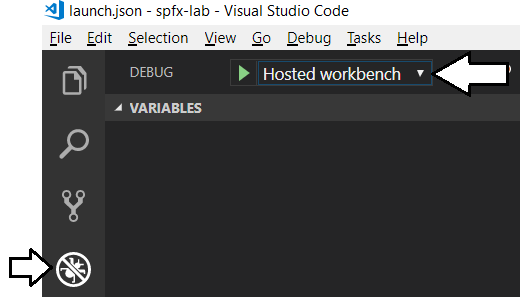 launch.json - spfx-lab - Visual Studio Code
File Edit Selection View Go Debug Tasks Help
DEBUG Hosted workbench
VARIABLES